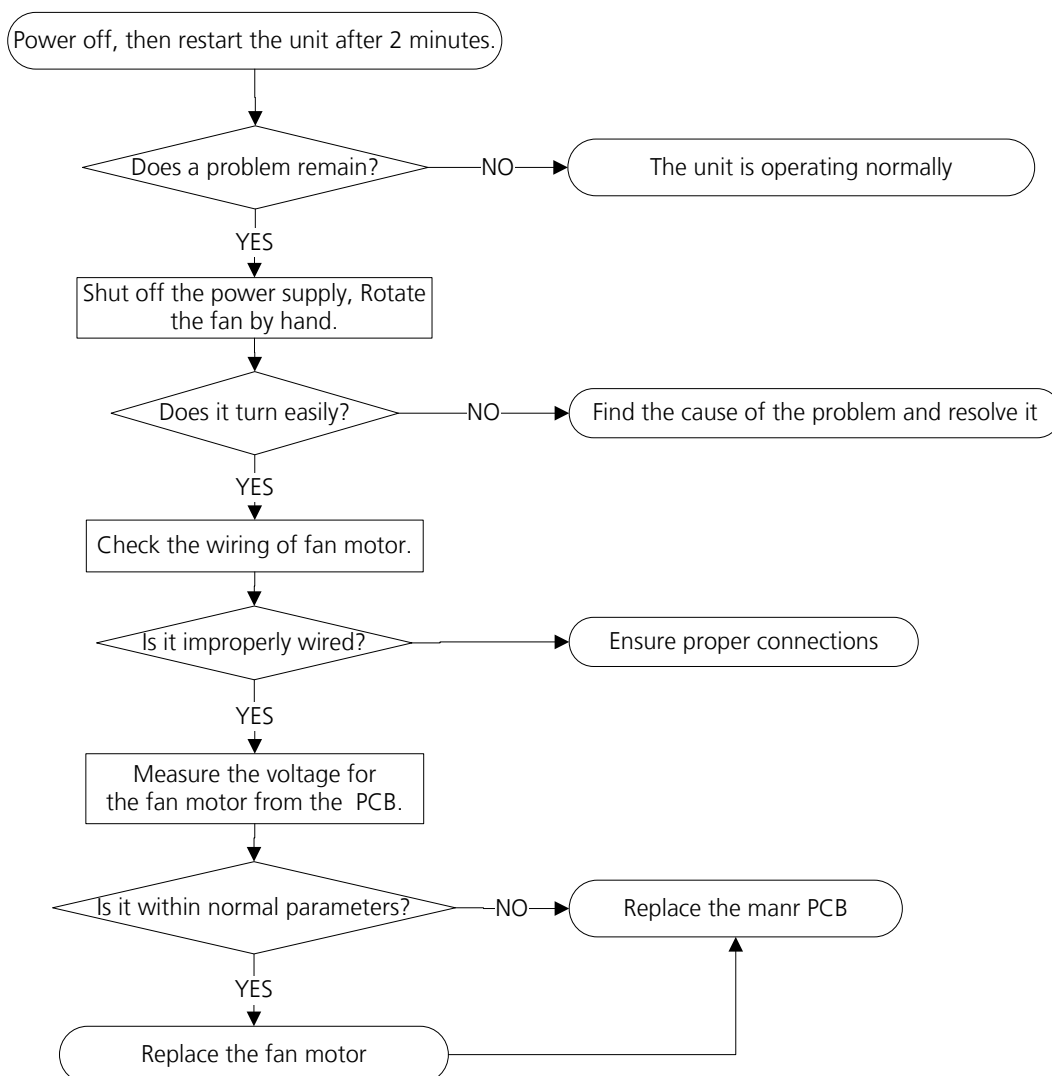 Power off, then restart the unit after 2 minutes.
Does a problem remain?
NO
The unit is operating normally
YES
Shut off the power supply, Rotate
the fan by hand.
Does it turn easily?
NO
Find the cause of the problem and resolve it
YES
Check the wiring of fan motor.
Is it improperly wired?
Ensure proper connections
YES
Measure the voltage for
the fan motor from the PCB.
Is it within normal parameters?
NO
Replace the manr PCB
YES
Replace the fan motor